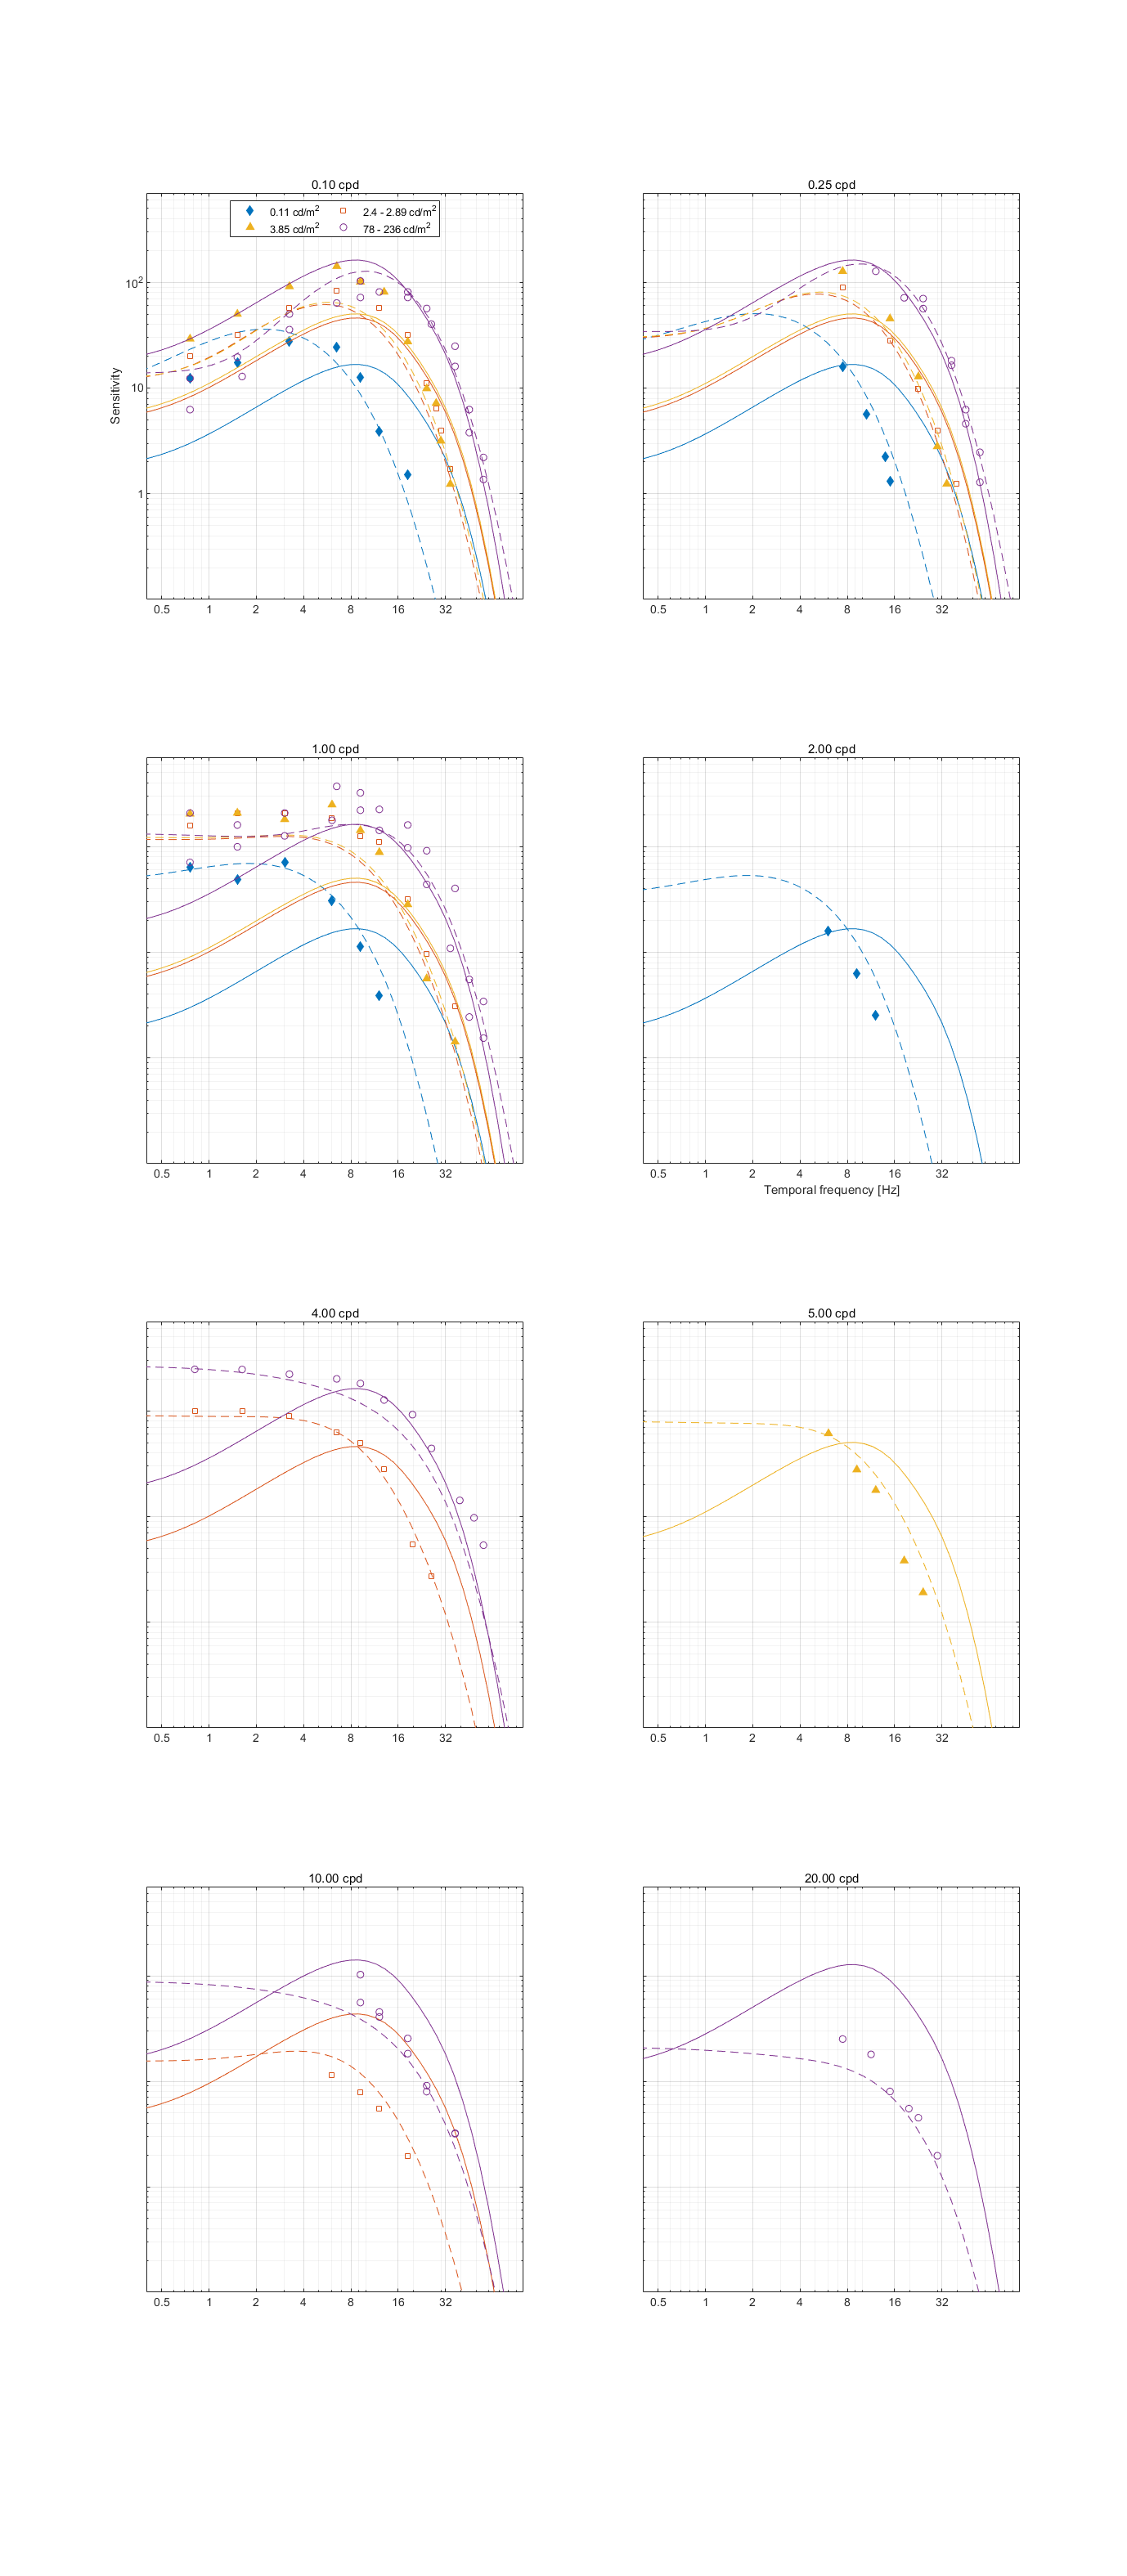 0.10 cpd
0.25 cpd
0.11 cd/m²
2.4 - 2.89 cd/m²
3.85 cd/m²
78 - 236 cd/m²
10²
10
1
Sensitivity
0.5 1 2 4 8 16 32
0.5 1 2 4 8 16 32
1.00 cpd
2.00 cpd
0.5 1 2 4 8 16 32
0.5 1 2 4 8 16 32
Temporal frequency [Hz]
4.00 cpd
5.00 cpd
0.5 1 2 4 8 16 32
0.5 1 2 4 8 16 32
10.00 cpd
20.00 cpd
0.5 1 2 4 8 16 32
0.5 1 2 4 8 16 32